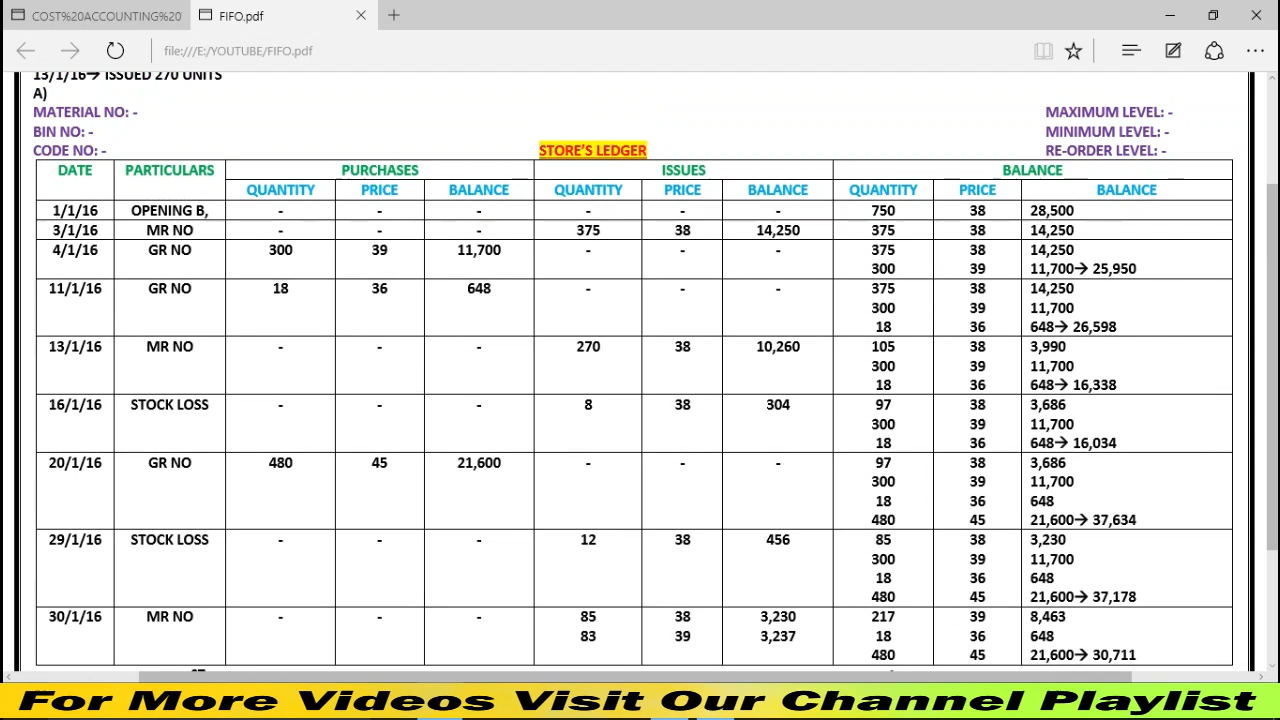 COST%20ACCOUNTING%20
FIFO.pdf
file:///E:/YOUTUBE/FIFO.pdf
13/1/16→ ISSUED 270 UNITS
A)
MATERIAL NO: - MAXIMUM LEVEL: -
BIN NO: - MINIMUM LEVEL: -
CODE NO: - STORE'S LEDGER RE-ORDER LEVEL: -
DATE PARTICULARS PURCHASES ISSUES BALANCE
QUANTITY PRICE BALANCE QUANTITY PRICE BALANCE QUANTITY PRICE BALANCE
1/1/16 OPENING B, - - - - - - 750 38 28,500
3/1/16 MR NO - - - 375 38 14,250 375 38 14,250
4/1/16 GR NO 300 39 11,700 - - - 375 38 14,250
300 39 11,700→ 25,950
11/1/16 GR NO 18 36 648 - - - 375 38 14,250
300 39 11,700
18 36 648→ 26,598
13/1/16 MR NO - - - 270 38 10,260 105 38 3,990
300 39 11,700
18 36 648→ 16,338
16/1/16 STOCK LOSS - - - 8 38 304 97 38 3,686
300 39 11,700
18 36 648→ 16,034
20/1/16 GR NO 480 45 21,600 - - - 97 38 3,686
300 39 11,700
18 36 648
480 45 21,600→ 37,634
29/1/16 STOCK LOSS - - - 12 38 456 85 38 3,230
300 39 11,700
18 36 648
480 45 21,600→ 37,178
30/1/16 MR NO - - - 85 38 3,230 217 39 8,463
83 39 3,237 18 36 648
480 45 21,600→ 30,711
For More Videos Visit Our Channel Playlist